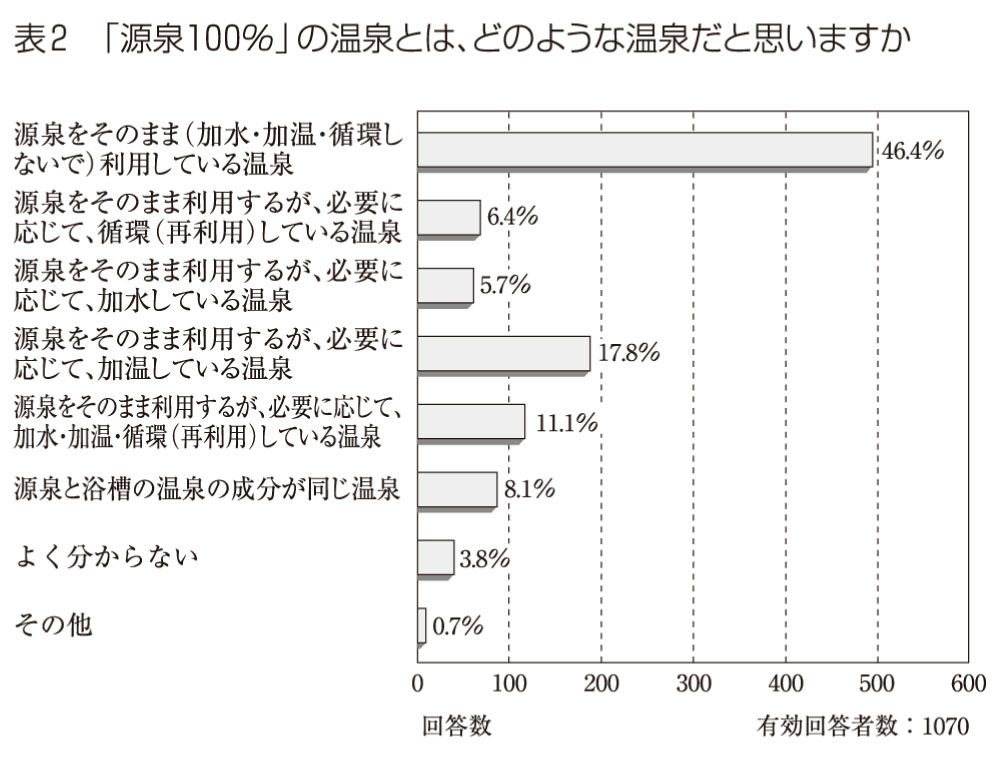 表2　「源泉100%」の温泉とは、どのような温泉だと思いますか
源泉をそのまま（加水・加温・循環し
ないで）利用している温泉
46.4%
源泉をそのまま利用するが、必要に
応じて、循環（再利用）している温泉
6.4%
源泉をそのまま利用するが、必要に
応じて、加水している温泉
5.7%
源泉をそのまま利用するが、必要に
応じて、加温している温泉
17.8%
源泉をそのまま利用するが、必要に応じて、
加水・加温・循環（再利用）している温泉
11.1%
源泉と浴槽の温泉の成分が同じ温泉
8.1%
よく分からない
3.8%
その他
0.7%
0 100 200 300 400 500 600
回答数 有効回答者数：1070